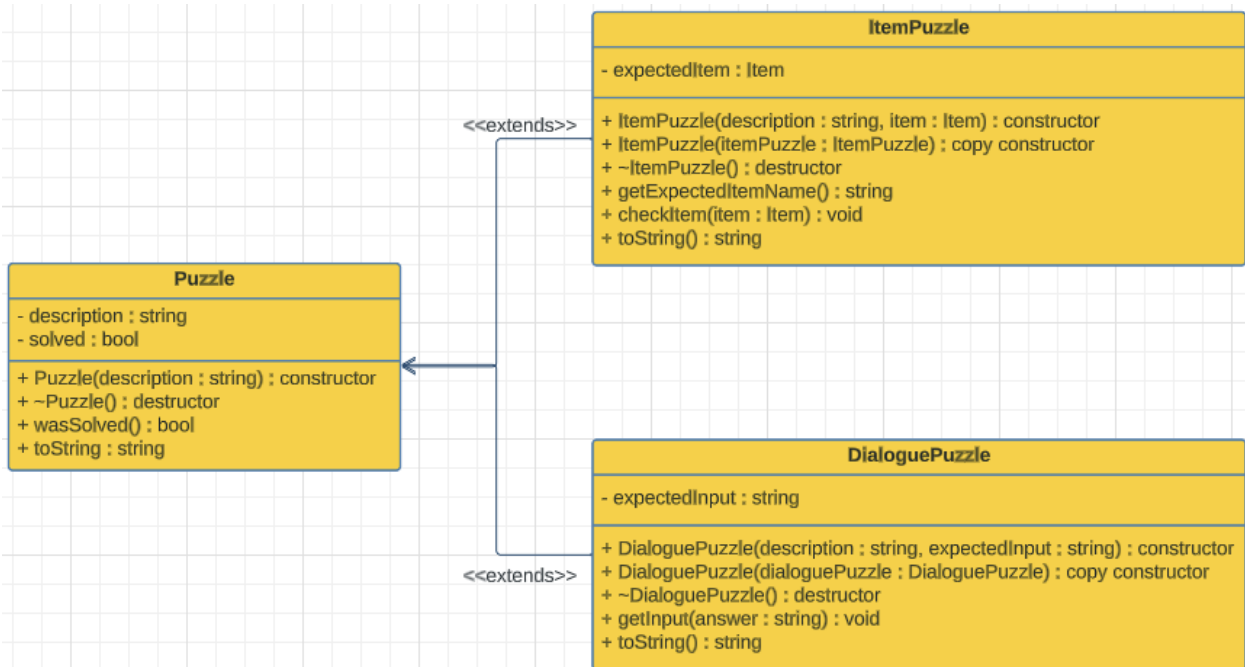 ItemPuzzle
- expectedItem : Item
+ ItemPuzzle(description : string, item : Item) : constructor
+ ItemPuzzle(itemPuzzle : ItemPuzzle) : copy constructor
+ ~ItemPuzzle() : destructor
+ getExpectedItemName() : string
+ checkItem(item : Item) : void
+ toString() : string
<<extends>>
Puzzle
- description : string
- solved : bool
+ Puzzle(description : string) : constructor
+ ~Puzzle() : destructor
+ wasSolved() : bool
+ toString : string
<<extends>>
DialoguePuzzle
- expectedInput : string
+ DialoguePuzzle(description : string, expectedInput : string) : constructor
+ DialoguePuzzle(dialoguePuzzle : DialoguePuzzle) : copy constructor
+ ~DialoguePuzzle() : destructor
+ getInput(answer : string) : void
+ toString() : string